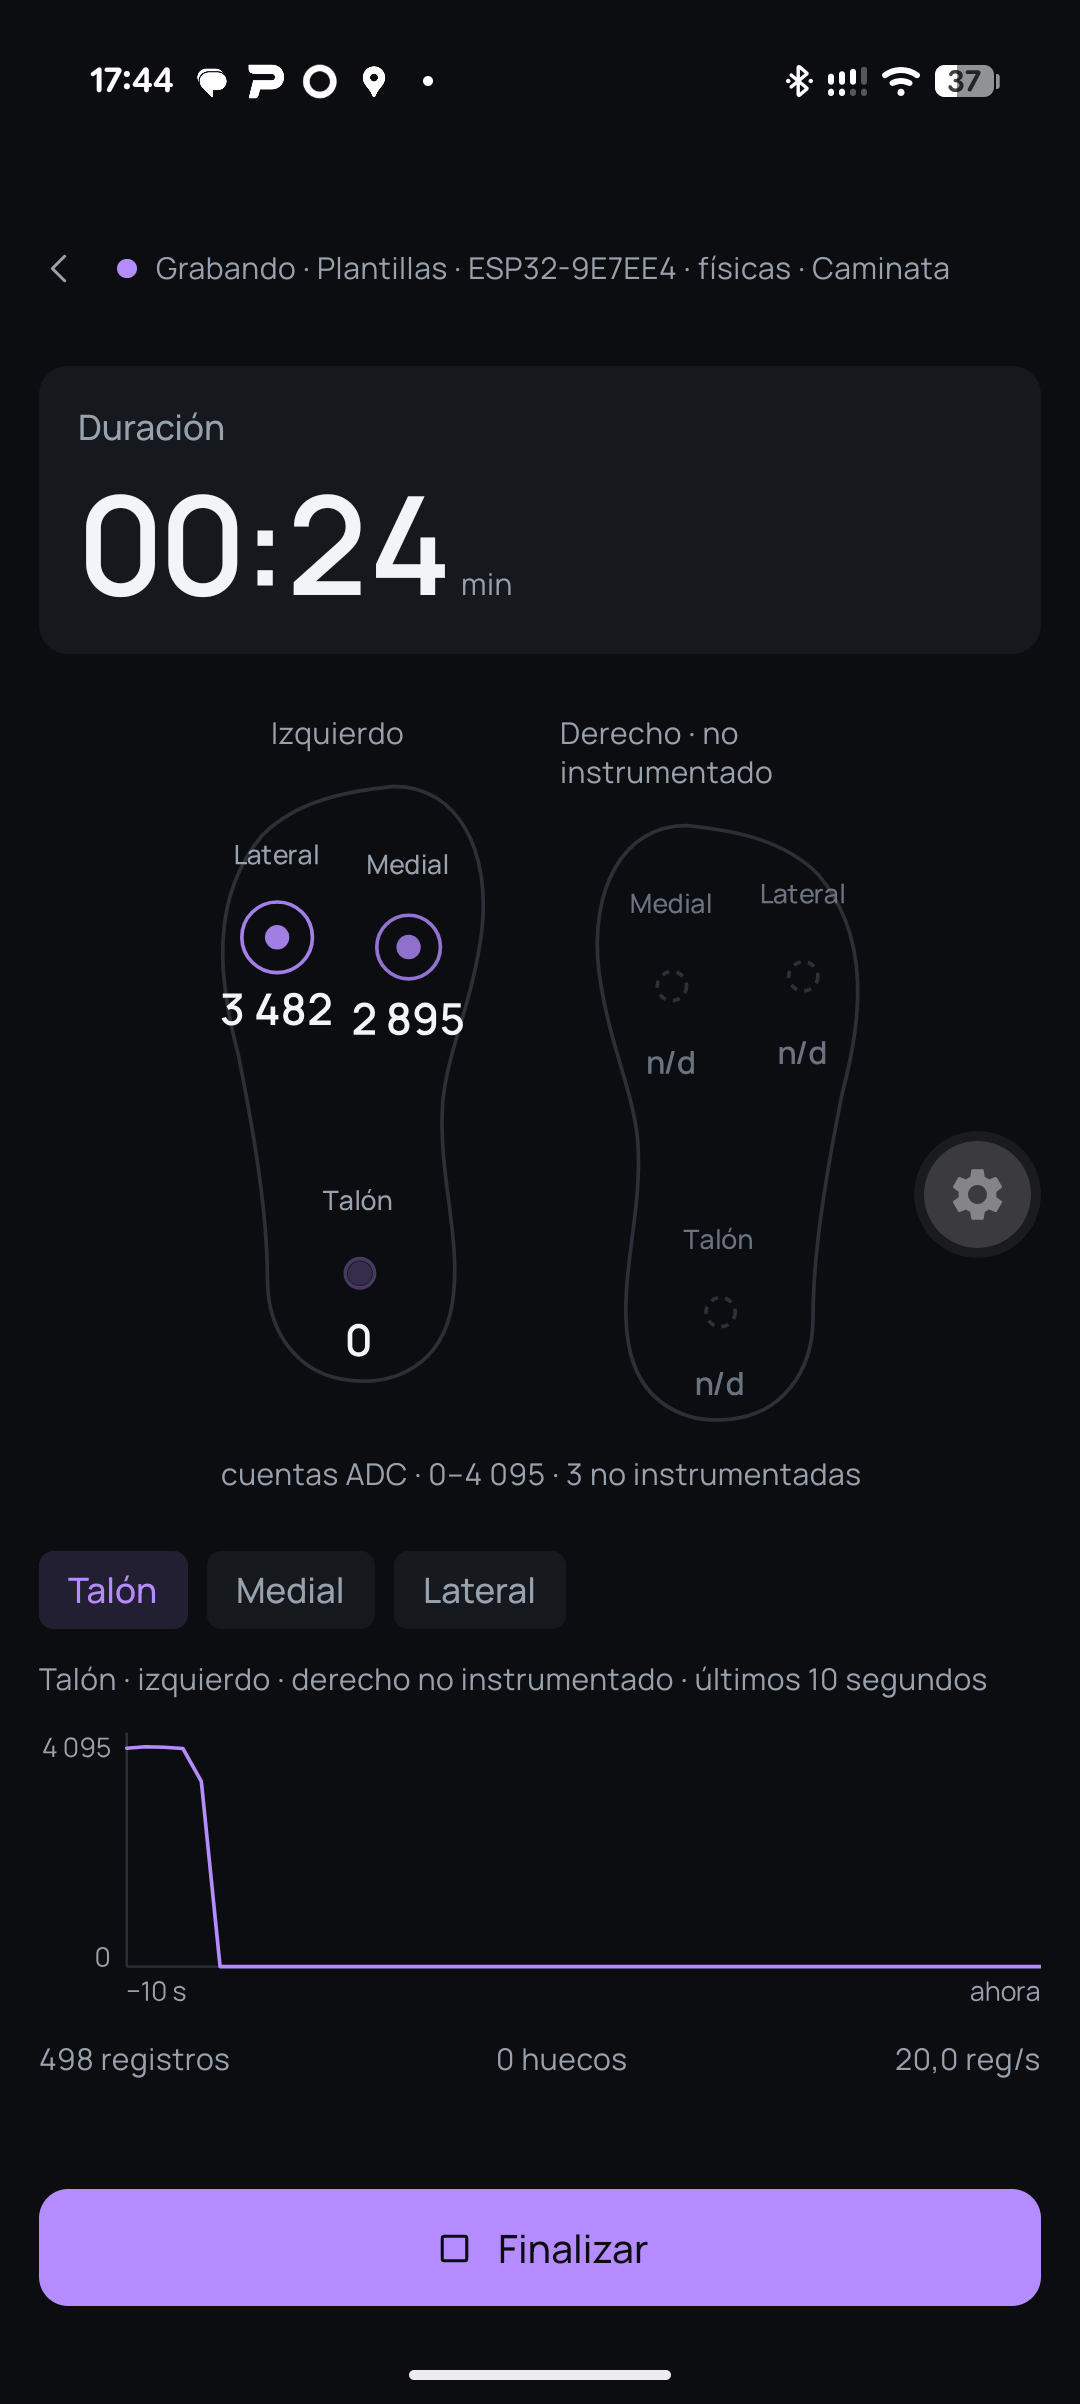 17:44
37
Grabando · Plantillas · ESP32-9E7EE4 · físicas · Caminata
Duración
00:24 min
Izquierdo
Derecho · no
instrumentado
Lateral
Medial
3 482
2 895
Talón
0
Medial
Lateral
n/d
n/d
Talón
n/d
cuentas ADC · 0–4 095 · 3 no instrumentadas
Talón
Medial
Lateral
Talón · izquierdo · derecho no instrumentado · últimos 10 segundos
4 095
0
−10 s
ahora
498 registros
0 huecos
20,0 reg/s
Finalizar